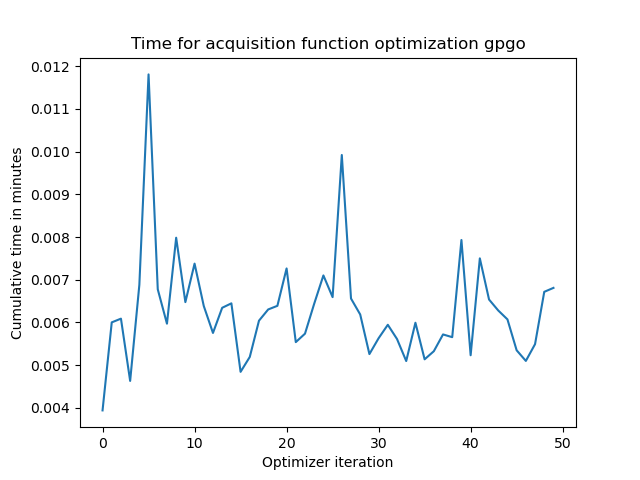 Time for acquisition function optimization gpgo
0.012
0.011
0.010
0.009
0.008
0.007
0.006
0.005
0.004
Cumulative time in minutes
0 10 20 30 40 50
Optimizer iteration